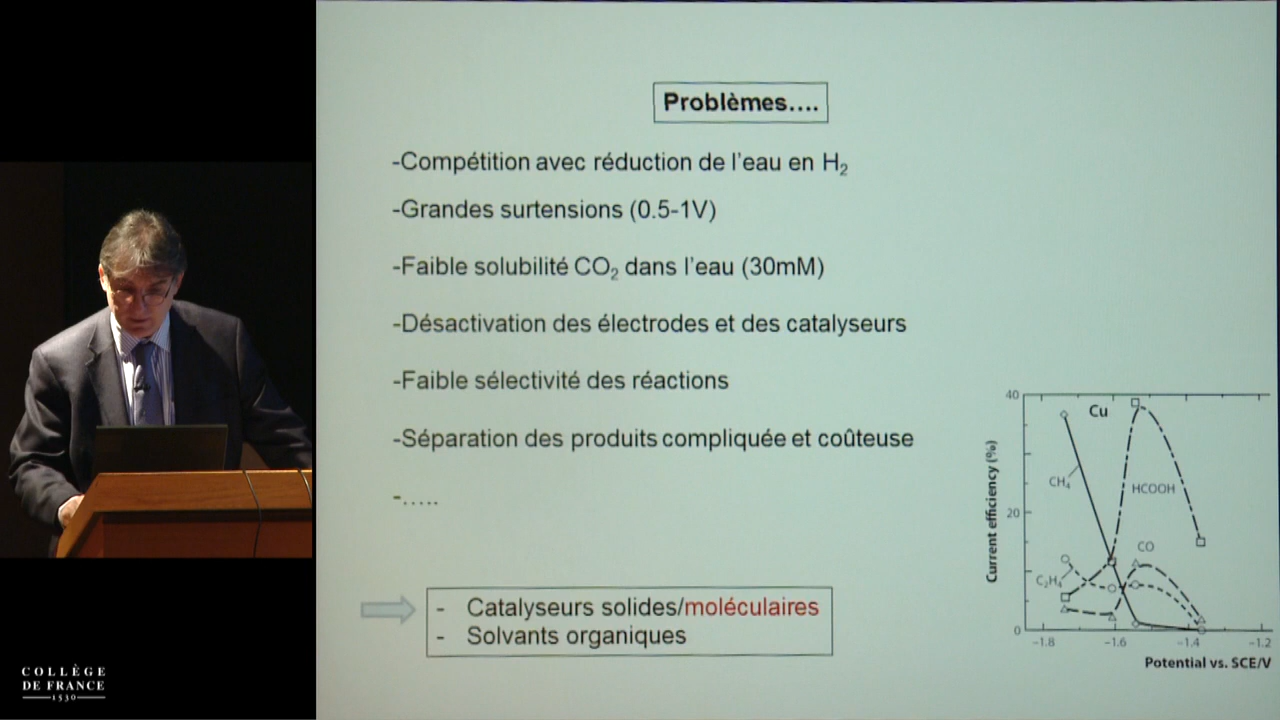 Problèmes....
-Compétition avec réduction de l'eau en H₂
-Grandes surtensions (0.5-1V)
-Faible solubilité CO₂ dans l'eau (30mM)
-Désactivation des électrodes et des catalyseurs
-Faible sélectivité des réactions
-Séparation des produits compliquée et coûteuse
-.....
- Catalyseurs solides/moléculaires
- Solvants organiques
40
Cu
CH₄
HCOOH
20
CO
C₂H₄
0
-1.8 -1.6 -1.4 -1.2
Current efficiency (%)
Potential vs. SCE/V
COLLÈGE
DE FRANCE
1530